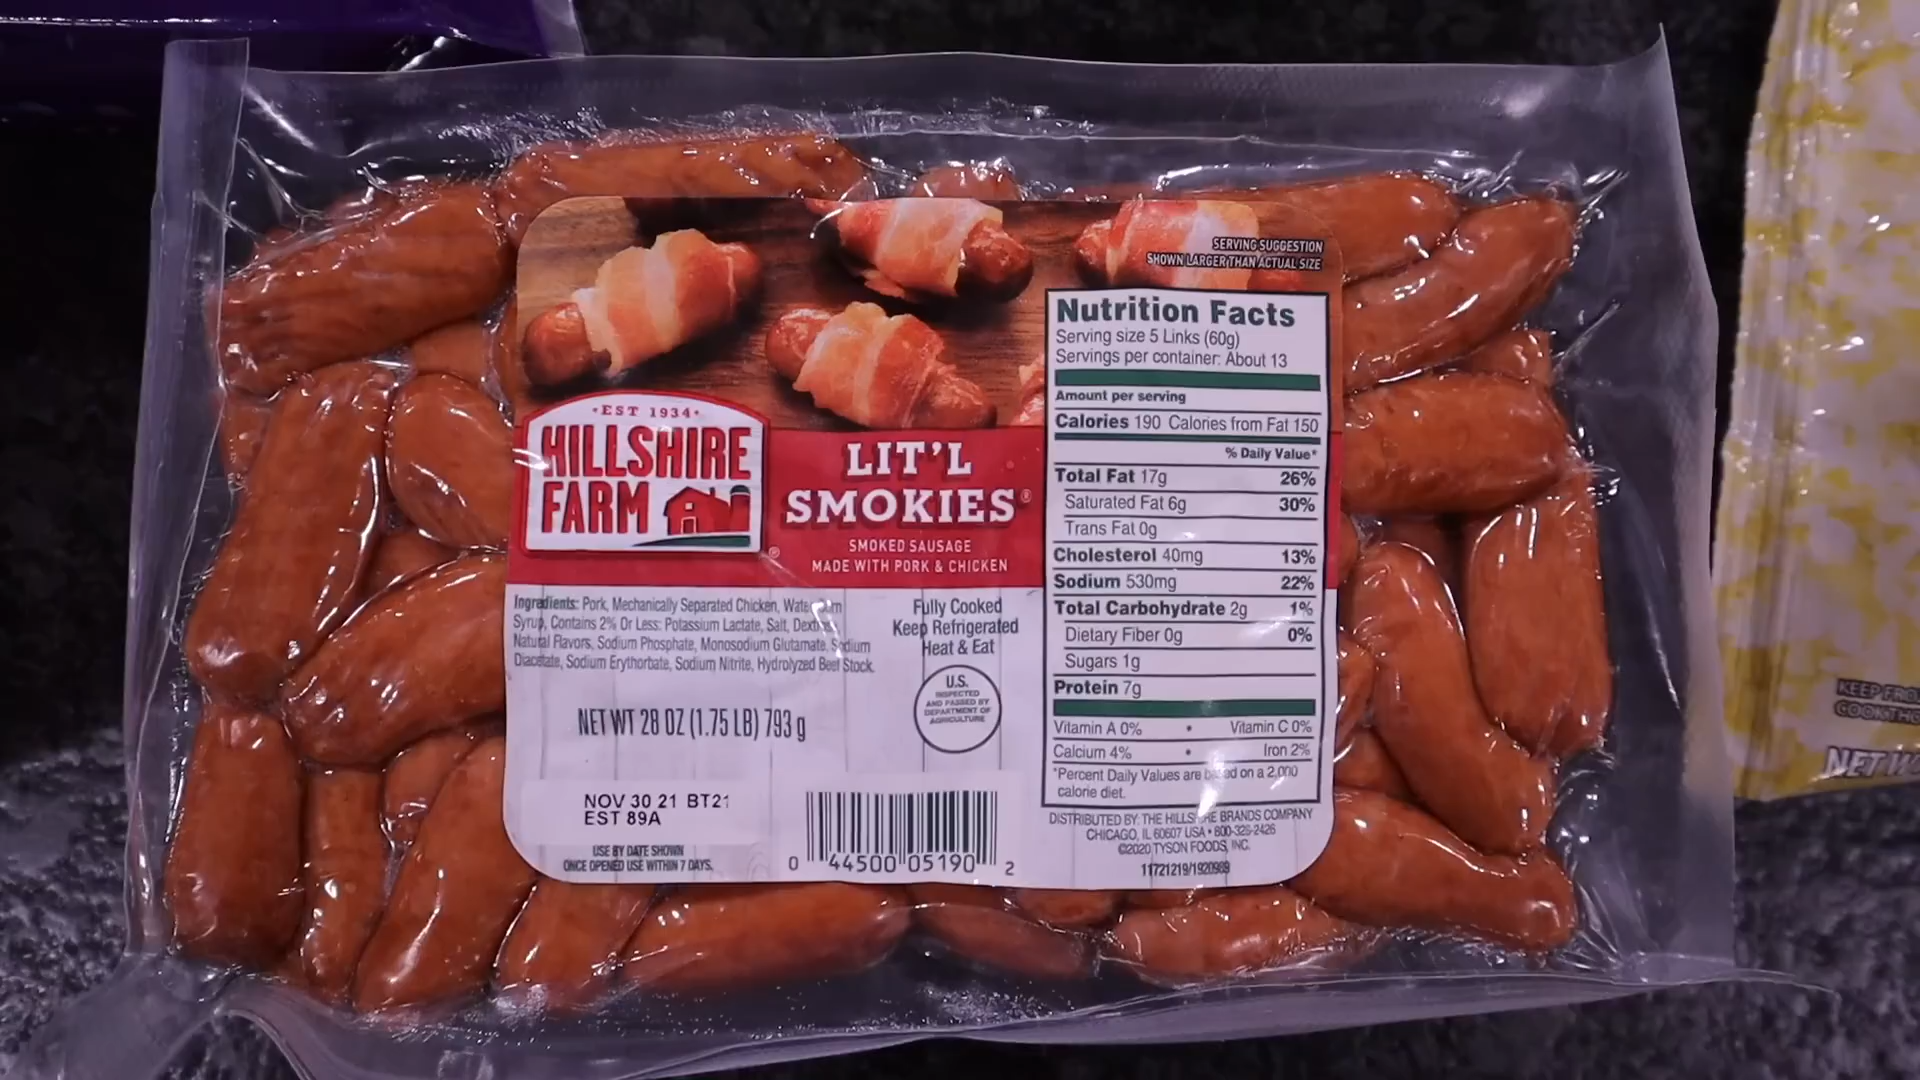 SERVING SUGGESTION
SHOWN LARGER THAN ACTUAL SIZE
•EST 1934•
HILLSHIRE
FARM
®
LIT'L
SMOKIES®
SMOKED SAUSAGE
MADE WITH PORK & CHICKEN
Ingredients: Pork, Mechanically Separated Chicken,
Syrup, Contains 2% Or Less: Potassium Lactate, Salt,
Natural Flavors, Sodium Phosphate, Monosodium Glutamate, Sodium
Diacetate, Sodium Erythorbate, Sodium Nitrite, Hydrolyzed Beef Stock.
Fully Cooked
Keep Refrigerated
Heat & Eat
U.S.
INSPECTED
AND PASSED BY
DEPARTMENT OF
AGRICULTURE
NET WT 28 OZ (1.75 LB) 793 g
NOV 30 21 BT21
EST 89A
USE BY DATE SHOWN
ONCE OPENED USE WITHIN 7 DAYS.
0 44500 05190 2
Nutrition Facts
Serving size 5 Links (60g)
Servings per container: About 13
Amount per serving
Calories 190 Calories from Fat 150
% Daily Value*
Total Fat 17g 26%
Saturated Fat 6g 30%
Trans Fat 0g
Cholesterol 40mg 13%
Sodium 530mg 22%
Total Carbohydrate 2g 1%
Dietary Fiber 0g 0%
Sugars 1g
Protein 7g
Vitamin A 0% • Vitamin C 0%
Calcium 4% • Iron 2%
*Percent Daily Values are based on a 2,000
calorie diet.
DISTRIBUTED BY: THE HILLSHIRE BRANDS COMPANY
CHICAGO, IL 60607 USA • 800-328-2426
©2020 TYSON FOODS, INC.
KEEP
NET